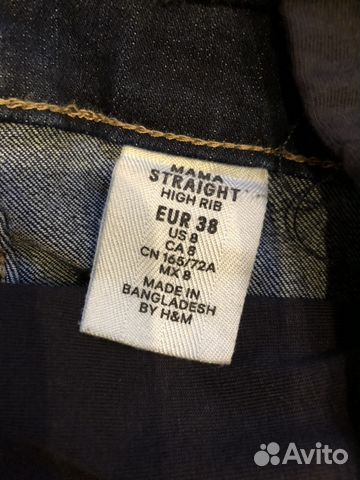 MAMA
STRAIGHT
HIGH RIB
EUR 38
US 8
CA 8
CN 165/72A
MX 8
MADE IN
BANGLADESH
BY H&M
Avito